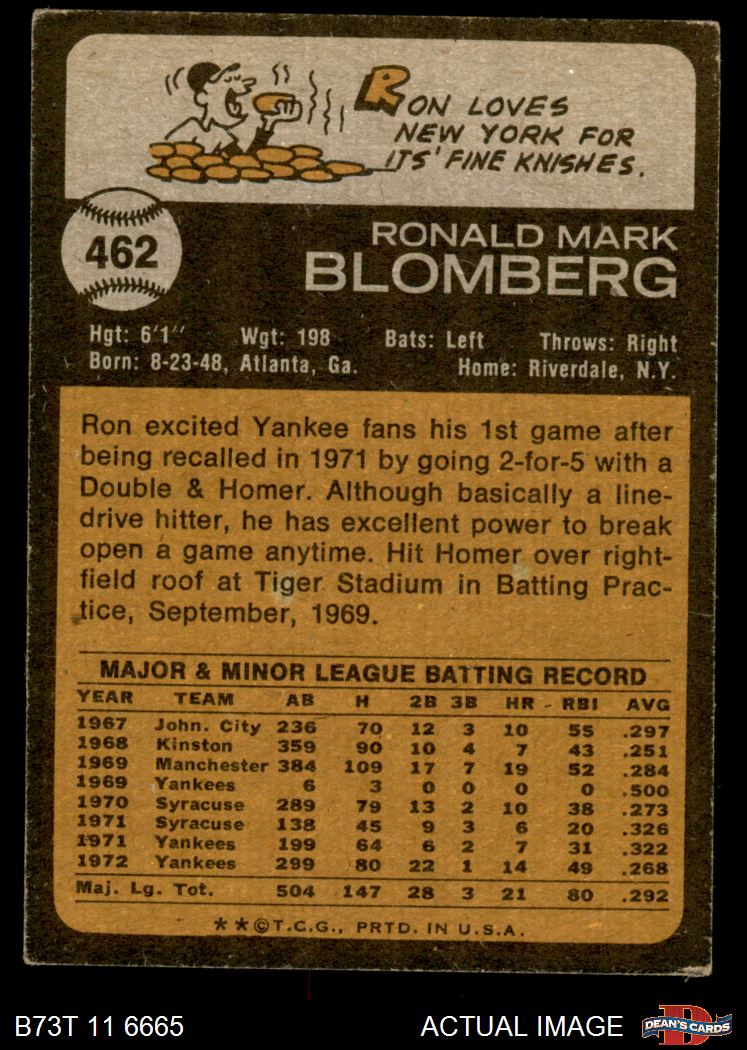 RON LOVES
NEW YORK FOR
ITS' FINE KNISHES.
462
RONALD MARK
BLOMBERG
Hgt: 6'1" Wgt: 198 Bats: Left Throws: Right
Born: 8-23-48, Atlanta, Ga. Home: Riverdale, N.Y.
Ron excited Yankee fans his 1st game after
being recalled in 1971 by going 2-for-5 with a
Double & Homer. Although basically a line-
drive hitter, he has excellent power to break
open a game anytime. Hit Homer over right-
field roof at Tiger Stadium in Batting Prac-
tice, September, 1969.
MAJOR & MINOR LEAGUE BATTING RECORD
YEAR TEAM AB H 2B 3B HR RBI AVG
1967 John. City 236 70 12 3 10 55 .297
1968 Kinston 359 90 10 4 7 43 .251
1969 Manchester 384 109 17 7 19 52 .284
1969 Yankees 6 3 0 0 0 0 .500
1970 Syracuse 289 79 13 2 10 38 .273
1971 Syracuse 138 45 9 3 6 20 .326
1971 Yankees 199 64 6 2 7 31 .322
1972 Yankees 299 80 22 1 14 49 .268
Maj. Lg. Tot. 504 147 28 3 21 80 .292
**©T.C.G., PRTD. IN U.S.A.
B73T 11 6665 ACTUAL IMAGE DEAN'S CARDS